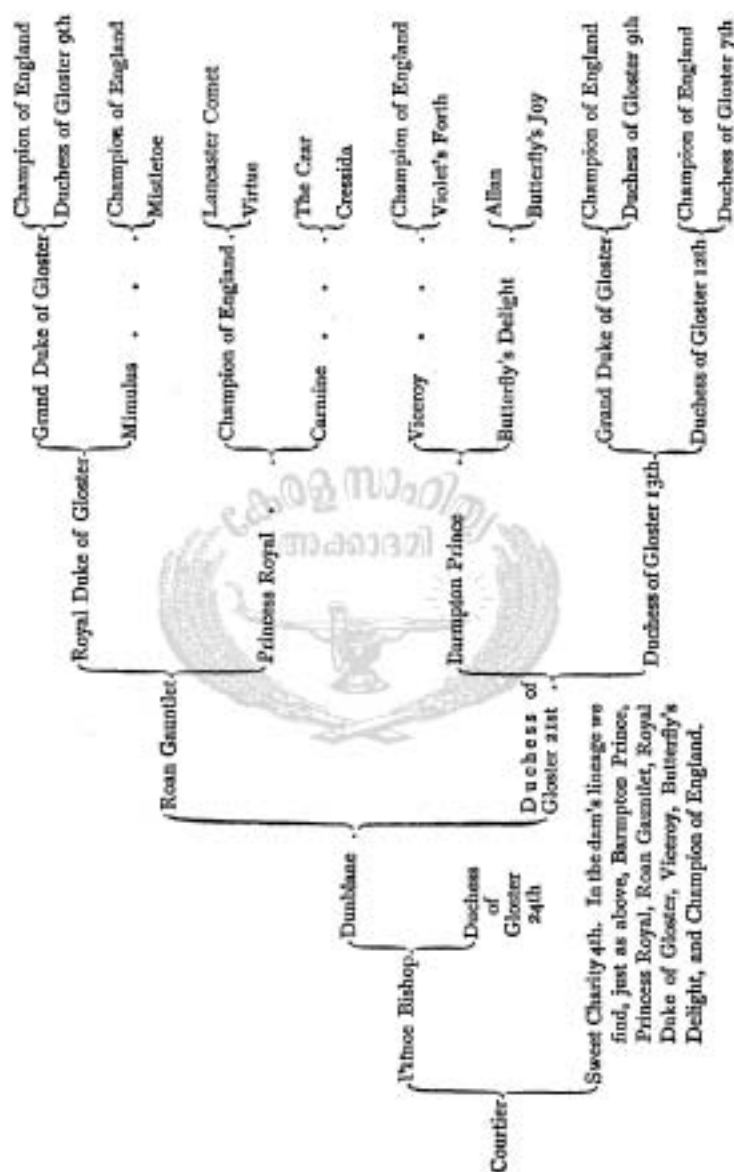 Courtier
Prince Bishop
Sweet Charity 4th. In the dam's lineage we
find, just as above, Barmpton Prince,
Princess Royal, Roan Gauntlet, Royal
Duke of Gloster, Viceroy, Butterfly's
Delight, and Champion of England.
Dunblane
Duchess
of
Gloster
24th
Roan Gauntlet
Duchess of
Gloster 21st
Royal Duke of Gloster
Princess Royal
Barmpton Prince
Duchess of Gloster 13th
Grand Duke of Gloster
Mimulus
Champion of England
Carmine
Viceroy
Butterfly's Delight
Grand Duke of Gloster
Duchess of Gloster 12th
Champion of England
Duchess of Gloster 9th
Champion of England
Mistletoe
Lancaster Comet
Virtue
The Czar
Cressida
Champion of England
Violet's Forth
Allan
Butterfly's Joy
Champion of England
Duchess of Gloster 9th
Champion of England
Duchess of Gloster 7th
കേരള സാഹിത്യ
അക്കാദമി